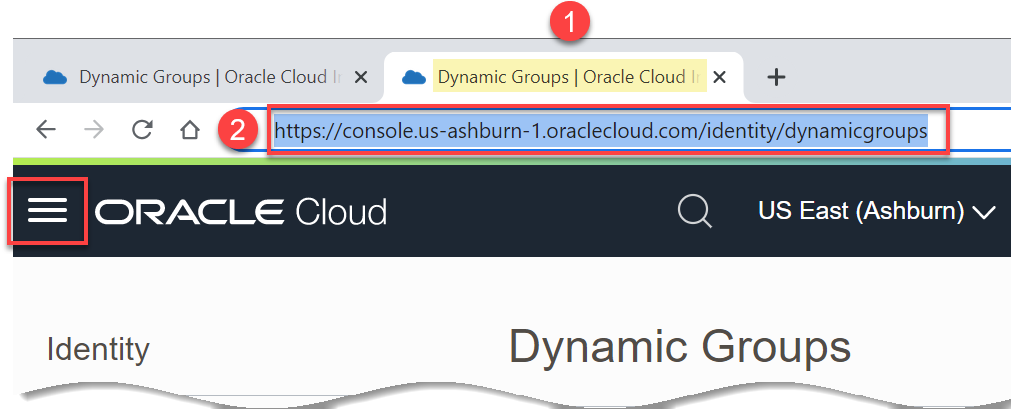 1
Dynamic Groups | Oracle Cloud Dynamic Groups | Oracle Cloud
2 https://console.us-ashburn-1.oraclecloud.com/identity/dynamicgroups
ORACLE Cloud US East (Ashburn)
Identity Dynamic Groups